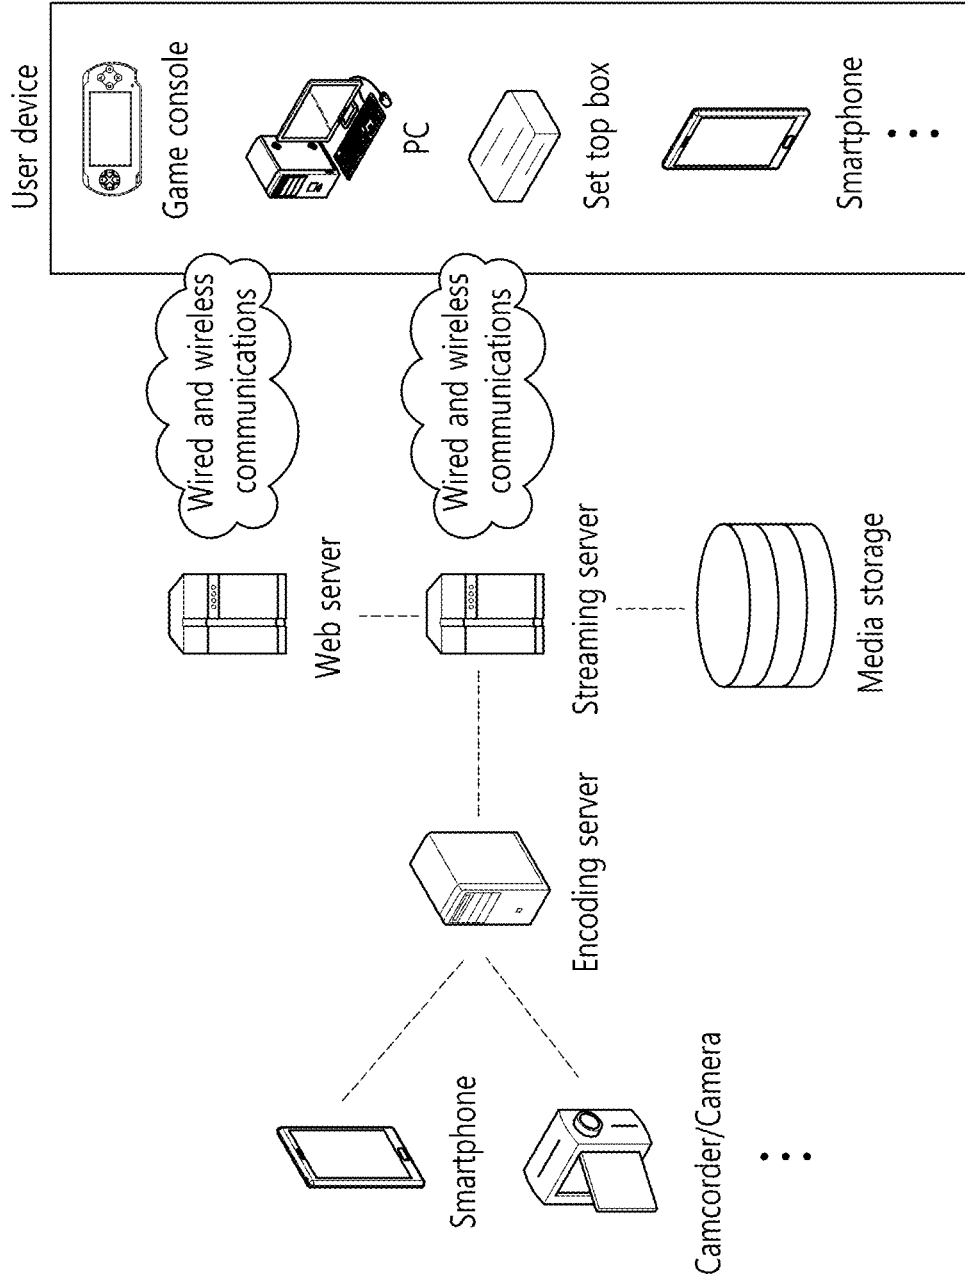 User device
Game console
PC
Set top box
Smartphone
Wired and wireless
communications
Wired and wireless
communications
Web server
Streaming server
Media storage
Encoding server
Smartphone
Camcorder/Camera